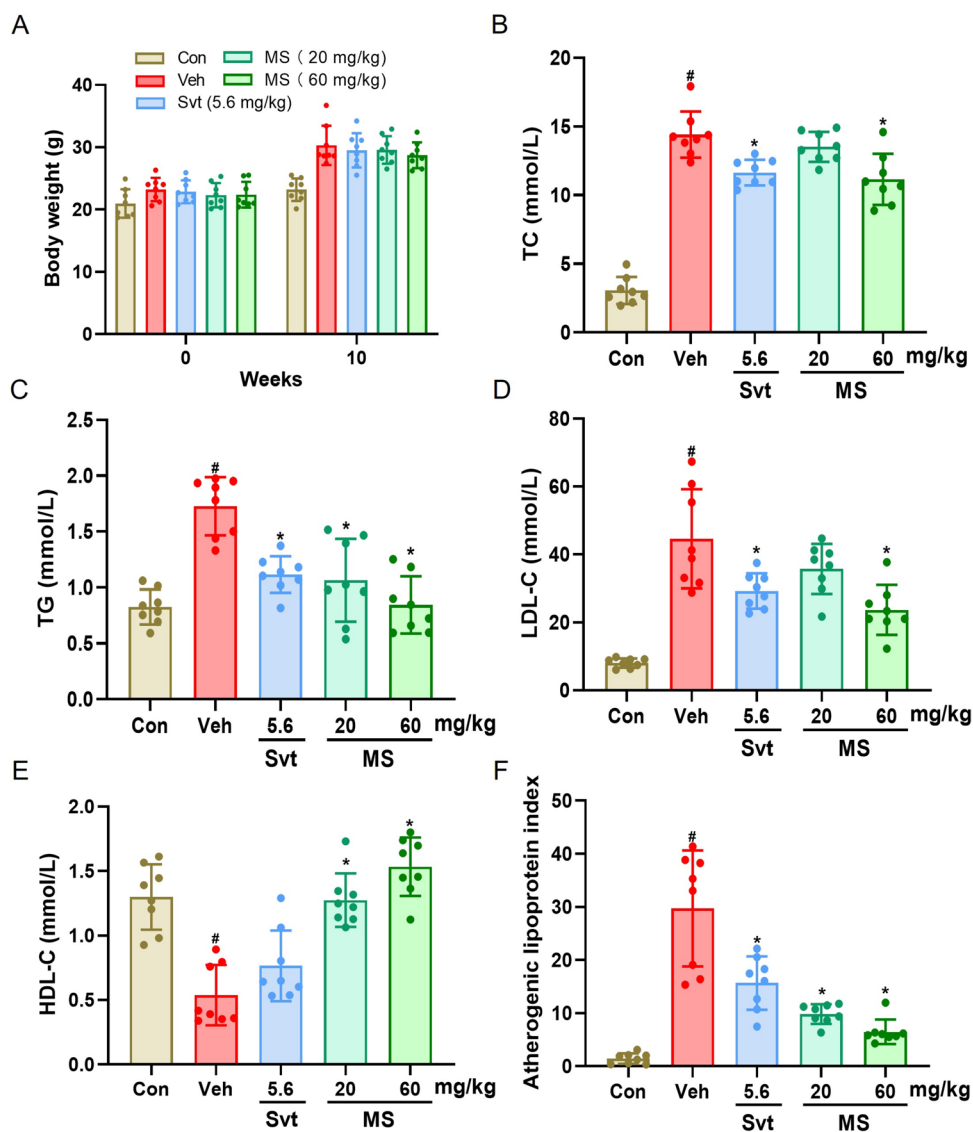 A
Con
Veh
Svt (5.6 mg/kg)
MS ( 20 mg/kg)
MS ( 60 mg/kg)
Body weight (g)
40
30
20
10
0
0 10
Weeks
B
TC (mmol/L)
15
10
5
0
# * *
Con Veh 5.6 20 60 mg/kg
Svt MS
C
TG (mmol/L)
2.5
2.0
1.5
1.0
0.5
0.0
# * * *
Con Veh 5.6 20 60 mg/kg
Svt MS
D
LDL-C (mmol/L)
80
60
40
20
0
# * *
Con Veh 5.6 20 60 mg/kg
Svt MS
E
HDL-C (mmol/L)
2.0
1.5
1.0
0.5
0.0
# * *
Con Veh 5.6 20 60 mg/kg
Svt MS
F
Atherogenic lipoprotein index
50
40
30
20
10
0
# * * *
Con Veh 5.6 20 60 mg/kg
Svt MS